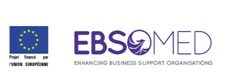 EBSOMED
ENHANCING BUSINESS SUPPORT ORGANISATIONS
Projet financé par
l'UNION EUROPÉENNE